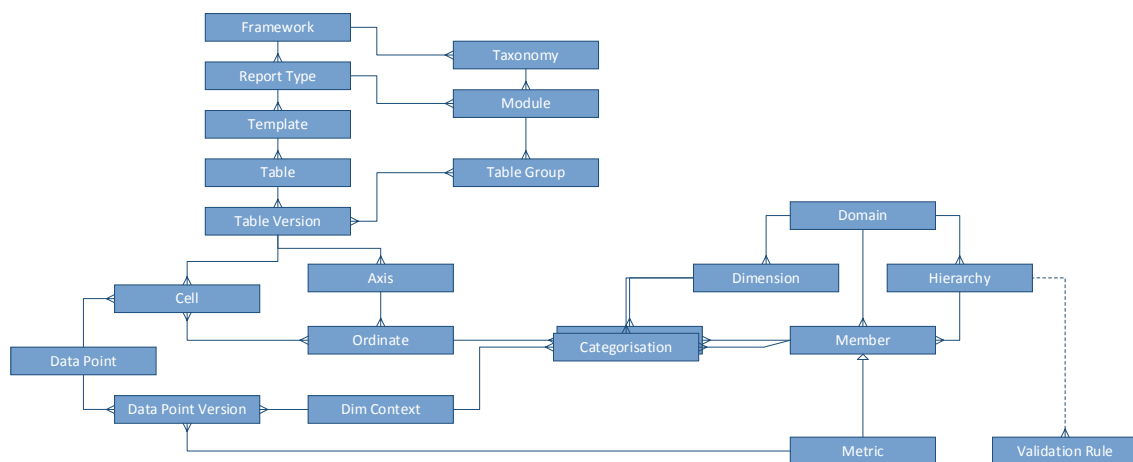 Framework
Taxonomy
Report Type
Module
Template
Table
Table Group
Table Version
Domain
Axis
Dimension
Hierarchy
Cell
Ordinate
Categorisation
Member
Data Point
Data Point Version
Dim Context
Metric
Validation Rule